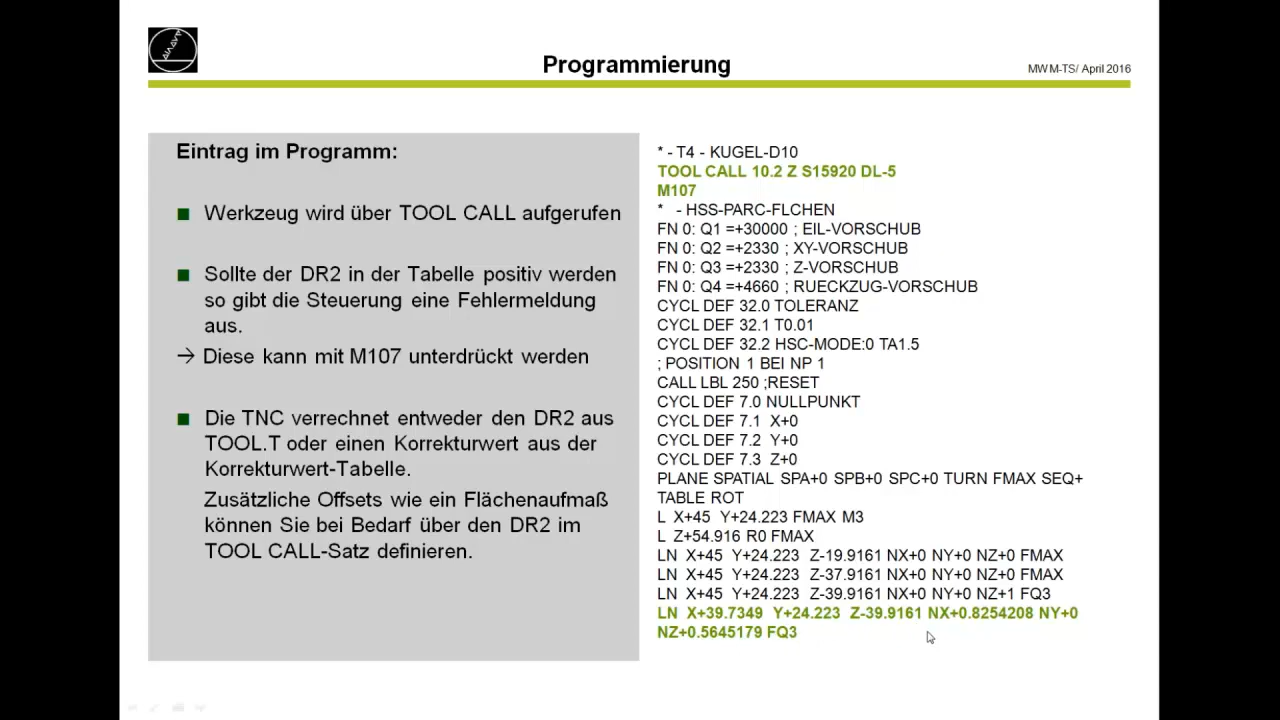 Programmierung
MWM-TS/ April 2016
Eintrag im Programm:
Werkzeug wird über TOOL CALL aufgerufen
Sollte der DR2 in der Tabelle positiv werden
so gibt die Steuerung eine Fehlermeldung
aus.
→ Diese kann mit M107 unterdrückt werden
Die TNC verrechnet entweder den DR2 aus
TOOL.T oder einen Korrekturwert aus der
Korrekturwert-Tabelle.
Zusätzliche Offsets wie ein Flächenaufmaß
können Sie bei Bedarf über den DR2 im
TOOL CALL-Satz definieren.
* - T4 - KUGEL-D10
TOOL CALL 10.2 Z S15920 DL-5
M107
* - HSS-PARC-FLCHEN
FN 0: Q1 =+30000 ; EIL-VORSCHUB
FN 0: Q2 =+2330 ; XY-VORSCHUB
FN 0: Q3 =+2330 ; Z-VORSCHUB
FN 0: Q4 =+4660 ; RUECKZUG-VORSCHUB
CYCL DEF 32.0 TOLERANZ
CYCL DEF 32.1 T0.01
CYCL DEF 32.2 HSC-MODE:0 TA1.5
; POSITION 1 BEI NP 1
CALL LBL 250 ;RESET
CYCL DEF 7.0 NULLPUNKT
CYCL DEF 7.1 X+0
CYCL DEF 7.2 Y+0
CYCL DEF 7.3 Z+0
PLANE SPATIAL SPA+0 SPB+0 SPC+0 TURN FMAX SEQ+
TABLE ROT
L X+45 Y+24.223 FMAX M3
L Z+54.916 R0 FMAX
LN X+45 Y+24.223 Z-19.9161 NX+0 NY+0 NZ+0 FMAX
LN X+45 Y+24.223 Z-37.9161 NX+0 NY+0 NZ+0 FMAX
LN X+45 Y+24.223 Z-39.9161 NX+0 NY+0 NZ+1 FQ3
LN X+39.7349 Y+24.223 Z-39.9161 NX+0.8254208 NY+0
NZ+0.5645179 FQ3